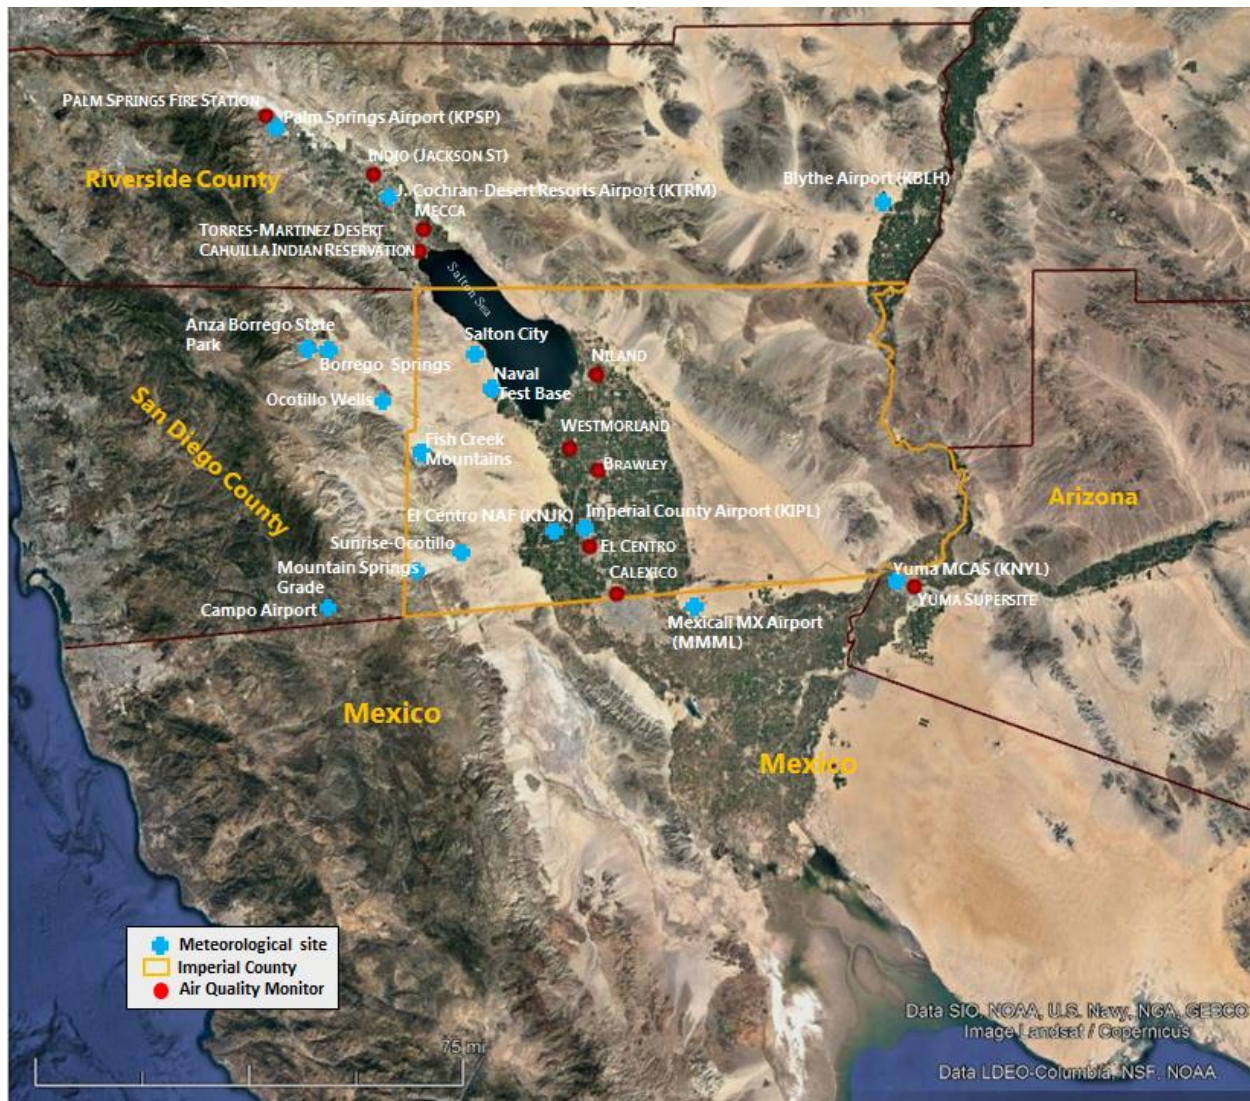 PALM SPRINGS FIRE STATION
Palm Springs Airport (KPSP)
INDIO (JACKSON ST)
Riverside County
J. Cochran-Desert Resorts Airport (KTRM)
Blythe Airport (KBLH)
MECCA
TORRES-MARTINEZ DESERT
CAHUILLA INDIAN RESERVATION
Salton Sea
Anza Borrego State
Park
Borrego Springs
Salton City
NILAND
Naval
Test Base
Ocotillo Wells
San Diego County
WESTMORLAND
Fish Creek
Mountains
BRAWLEY
Arizona
El Centro NAF (KNJK)
Imperial County Airport (KIPL)
Sunrise-Ocotillo
EL CENTRO
Mountain Springs
Grade
CALEXICO
Yuma MCAS (KNYL)
YUMA SUPERSITE
Campo Airport
Mexicali MX Airport
(MMML)
Mexico
Mexico
Meteorological site
Imperial County
Air Quality Monitor
75 mi
Data SIO, NOAA, U.S. Navy, NGA, GEBCO
Image Landsat / Copernicus
Data LDEO-Columbia, NSF, NOAA